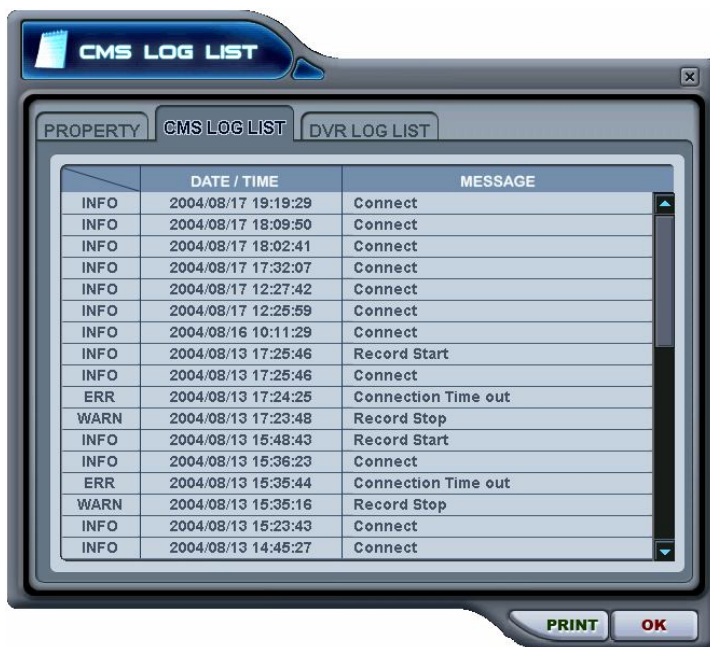 CMS LOG LIST
PROPERTY CMS LOG LIST DVR LOG LIST
DATE / TIME MESSAGE
INFO 2004/08/17 19:19:29 Connect
INFO 2004/08/17 18:09:50 Connect
INFO 2004/08/17 18:02:41 Connect
INFO 2004/08/17 17:32:07 Connect
INFO 2004/08/17 12:27:42 Connect
INFO 2004/08/17 12:25:59 Connect
INFO 2004/08/16 10:11:29 Connect
INFO 2004/08/13 17:25:46 Record Start
INFO 2004/08/13 17:25:46 Connect
ERR 2004/08/13 17:24:25 Connection Time out
WARN 2004/08/13 17:23:48 Record Stop
INFO 2004/08/13 15:48:43 Record Start
INFO 2004/08/13 15:36:23 Connect
ERR 2004/08/13 15:35:44 Connection Time out
WARN 2004/08/13 15:35:16 Record Stop
INFO 2004/08/13 15:23:43 Connect
INFO 2004/08/13 14:45:27 Connect
PRINT OK